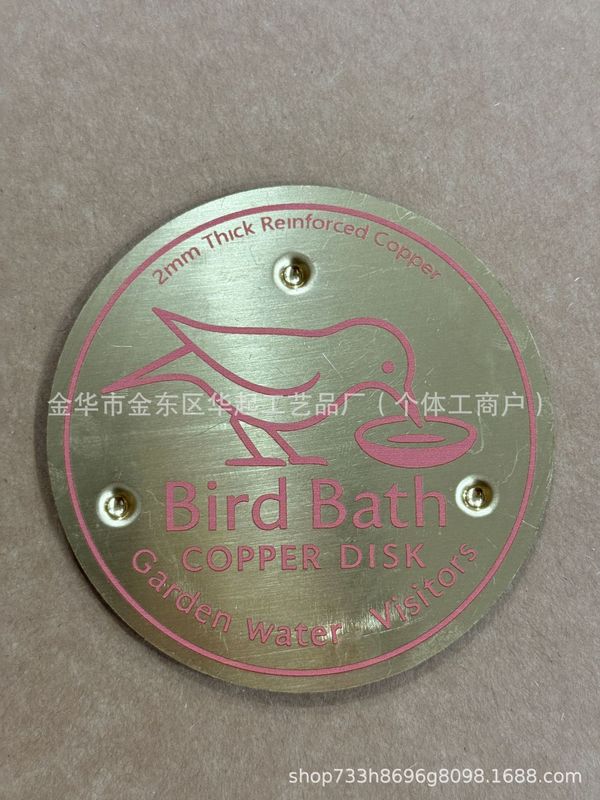 2mm Thick Reinforced Copper
金华市金东区华起工艺品厂（个体工商户）
Bird Bath
COPPER DISK
Garden Water Visitors
shop733h8696g8098.1688.com